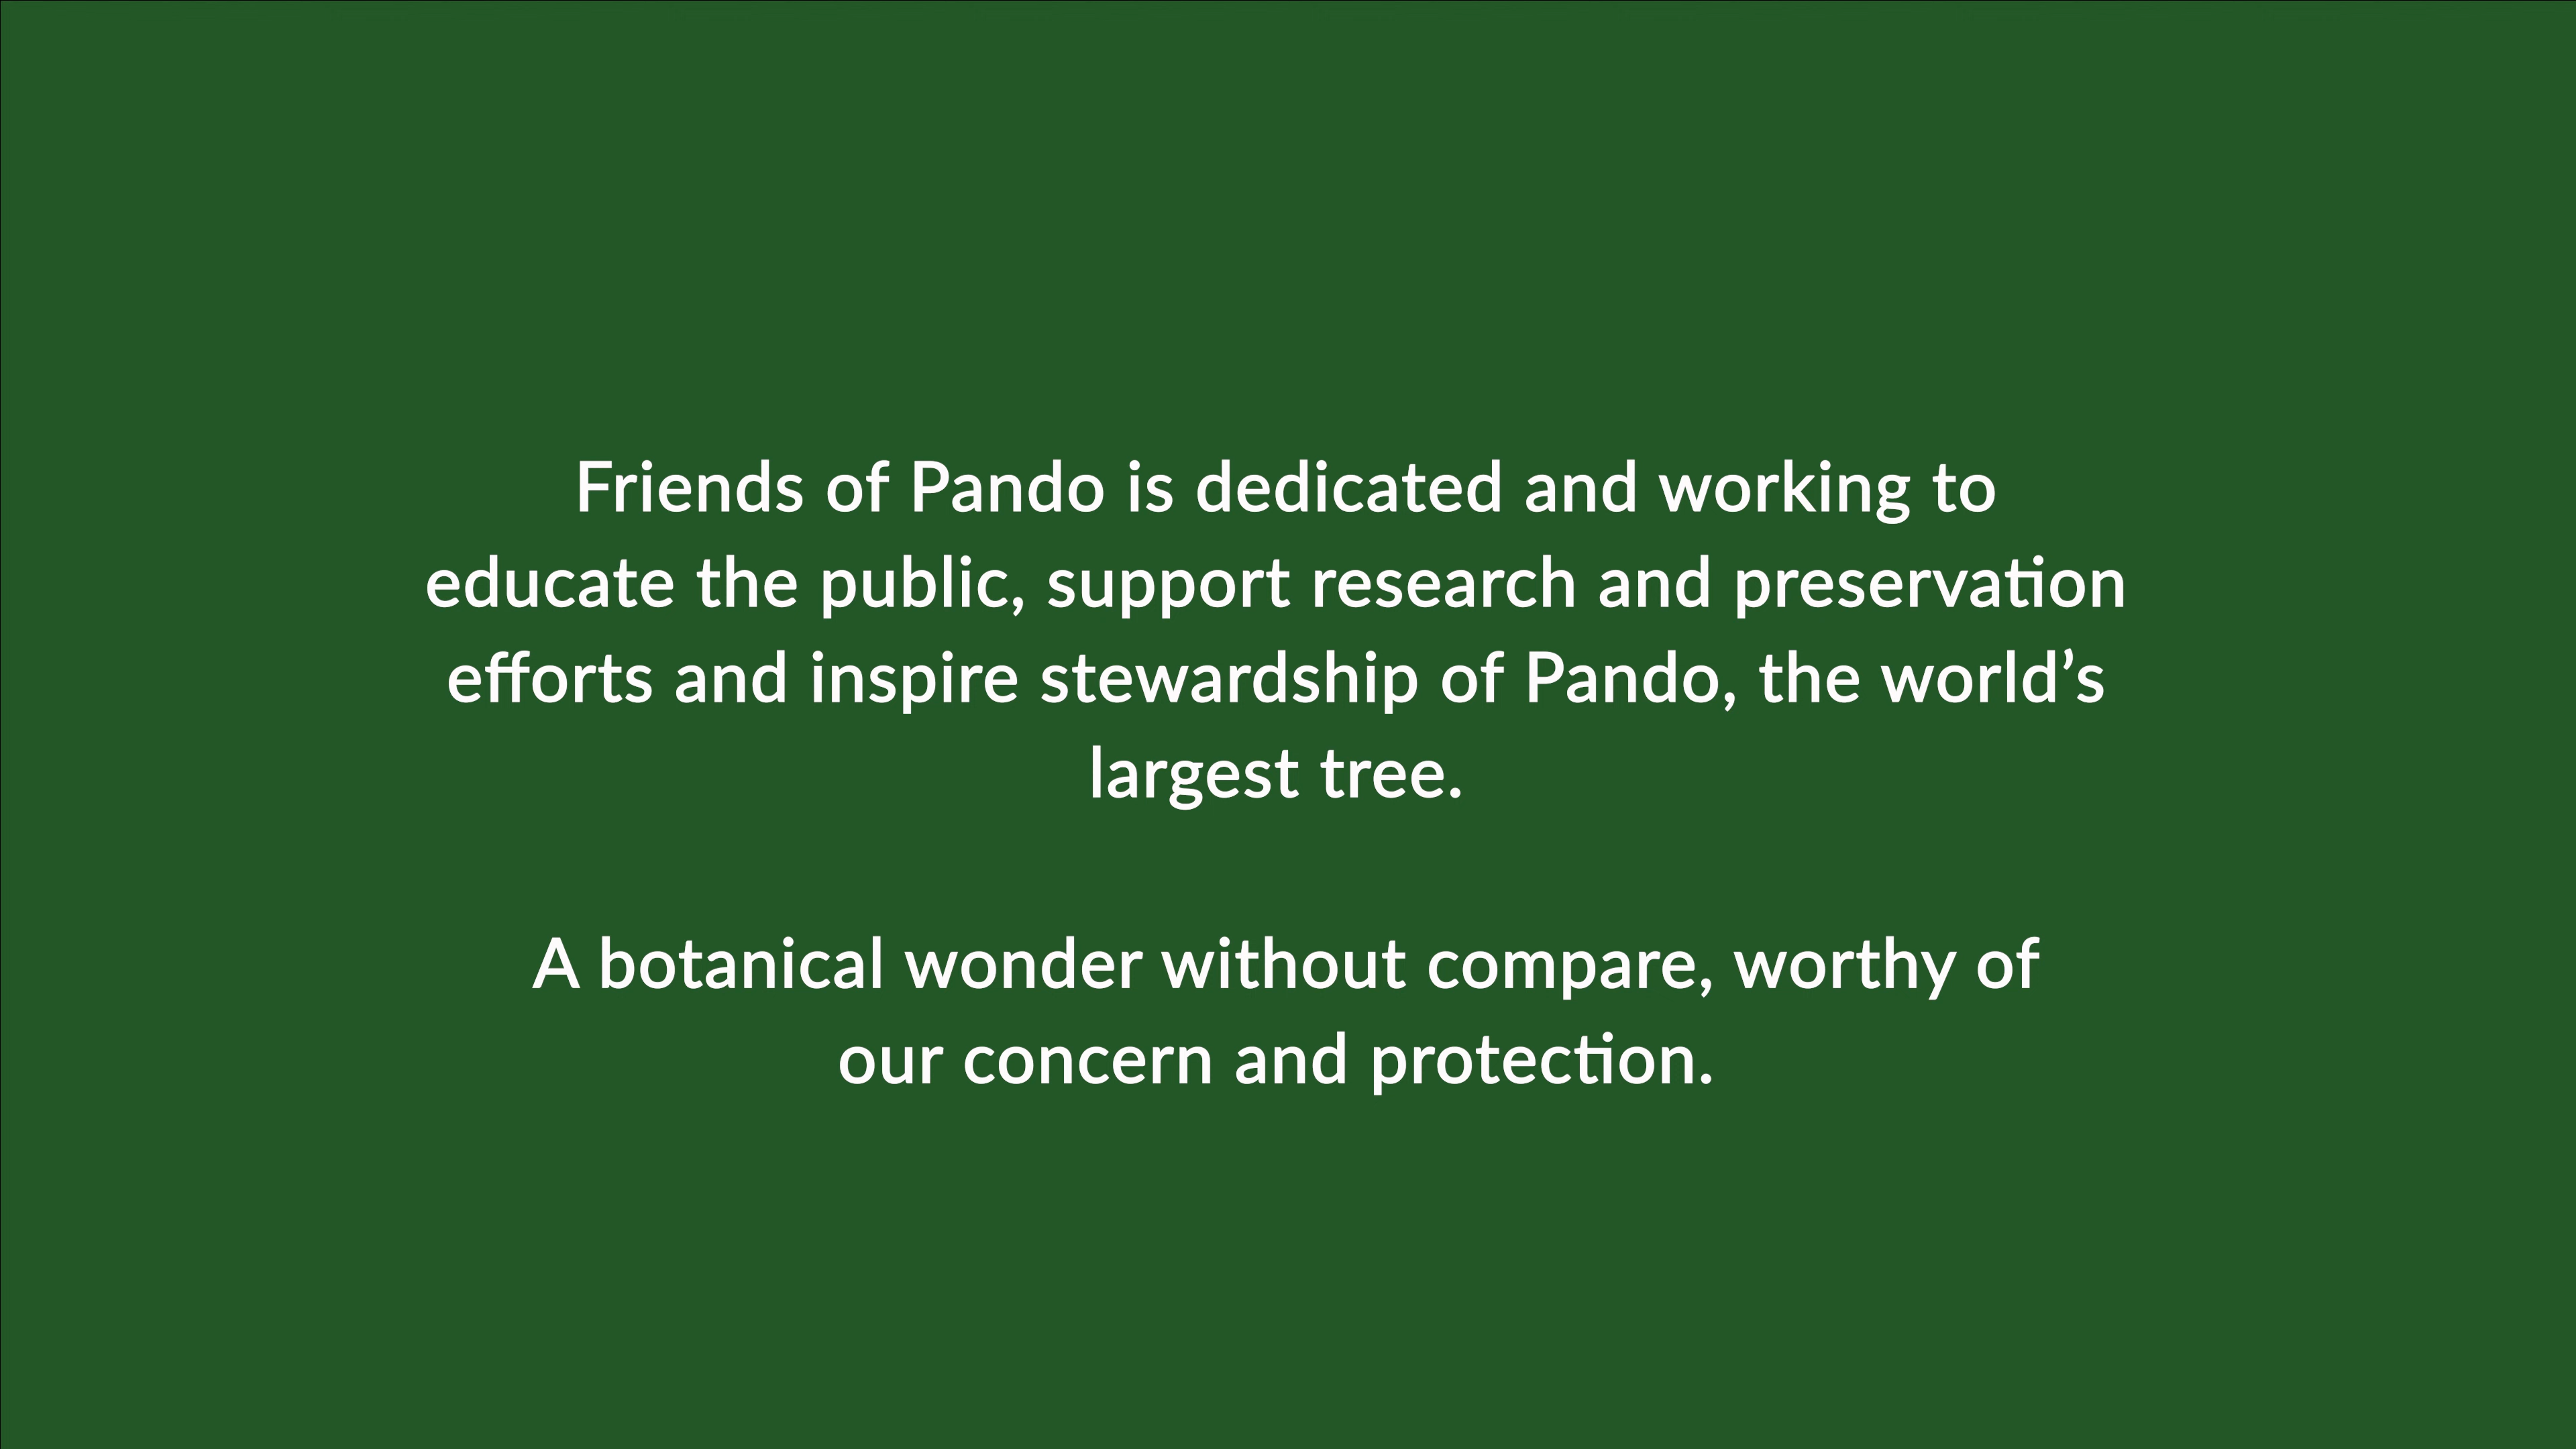 Friends of Pando is dedicated and working to
educate the public, support research and preservation
efforts and inspire stewardship of Pando, the world’s
largest tree.
A botanical wonder without compare, worthy of
our concern and protection.